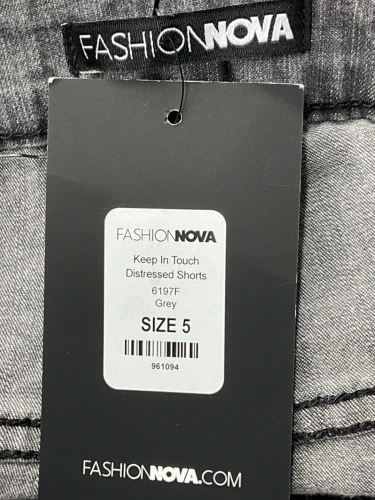 FASHIONNOVA
FASHIONNOVA
Keep In Touch
Distressed Shorts
6197F
Grey
SIZE 5
961094
FASHIONNOVA.COM